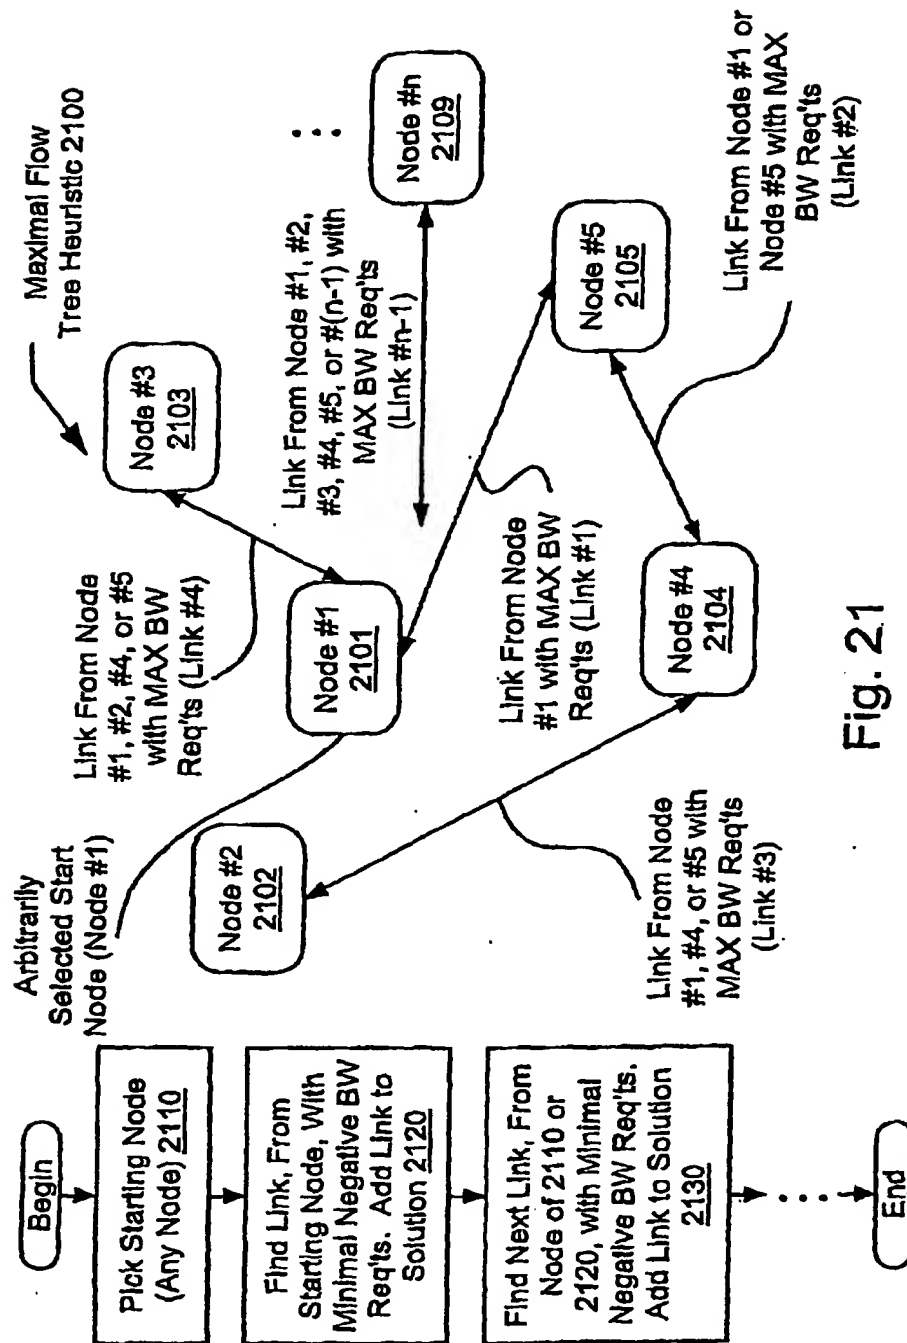 Begin
Pick Starting Node
(Any Node) 2110
Find Link, From
Starting Node, With
Minimal Negative BW
Req'ts. Add Link to
Solution 2120
Find Next Link, From
Node of 2110 or
2120, with Minimal
Negative BW Req'ts.
Add Link to Solution
2130
End
Maximal Flow
Tree Heuristic 2100
Arbitrarily
Selected Start
Node (Node #1)
Link From Node
#1, #2, #4, or #5
with MAX BW
Req'ts (Link #4)
Node #3
2103
Link From Node #1, #2,
#3, #4, #5, or #(n-1) with
MAX BW Req'ts
(Link #n-1)
Node #n
2109
Node #2
2102
Node #1
2101
Link From Node
#1 with MAX BW
Req'ts (Link #1)
Node #5
2105
Node #4
2104
Link From Node
#1, #4, or #5 with
MAX BW Req'ts
(Link #3)
Link From Node #1 or
Node #5 with MAX
BW Req'ts
(Link #2)
Fig. 21